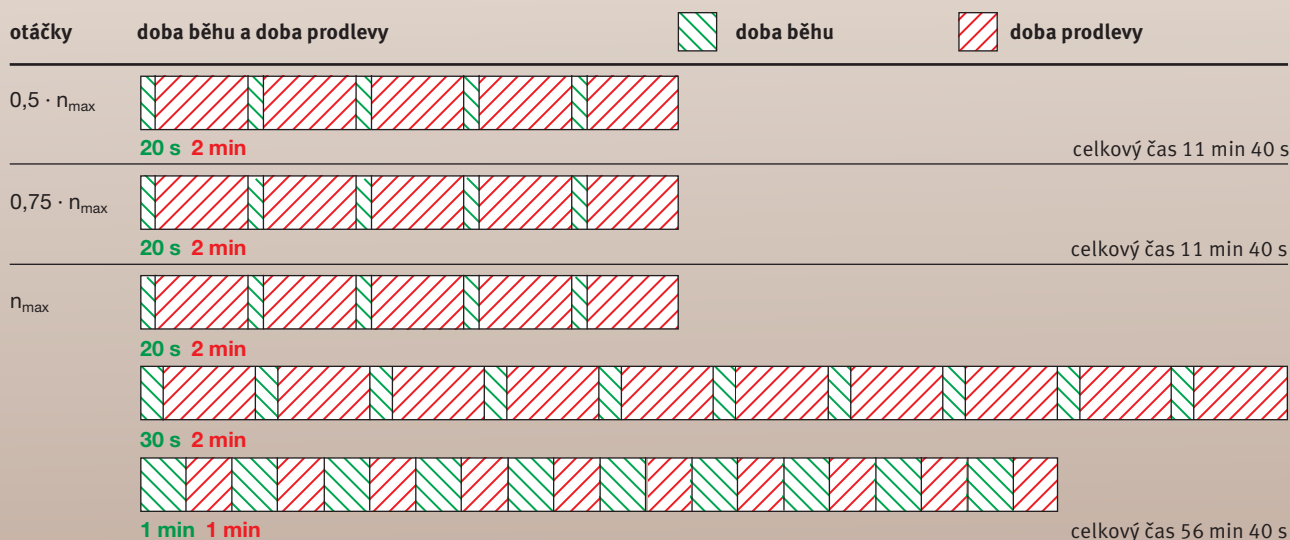 otáčky doba běhu a doba prodlevy doba běhu doba prodlevy
0,5 · nmax
20 s 2 min celkový čas 11 min 40 s
0,75 · nmax
20 s 2 min celkový čas 11 min 40 s
nmax
20 s 2 min
30 s 2 min
1 min 1 min celkový čas 56 min 40 s